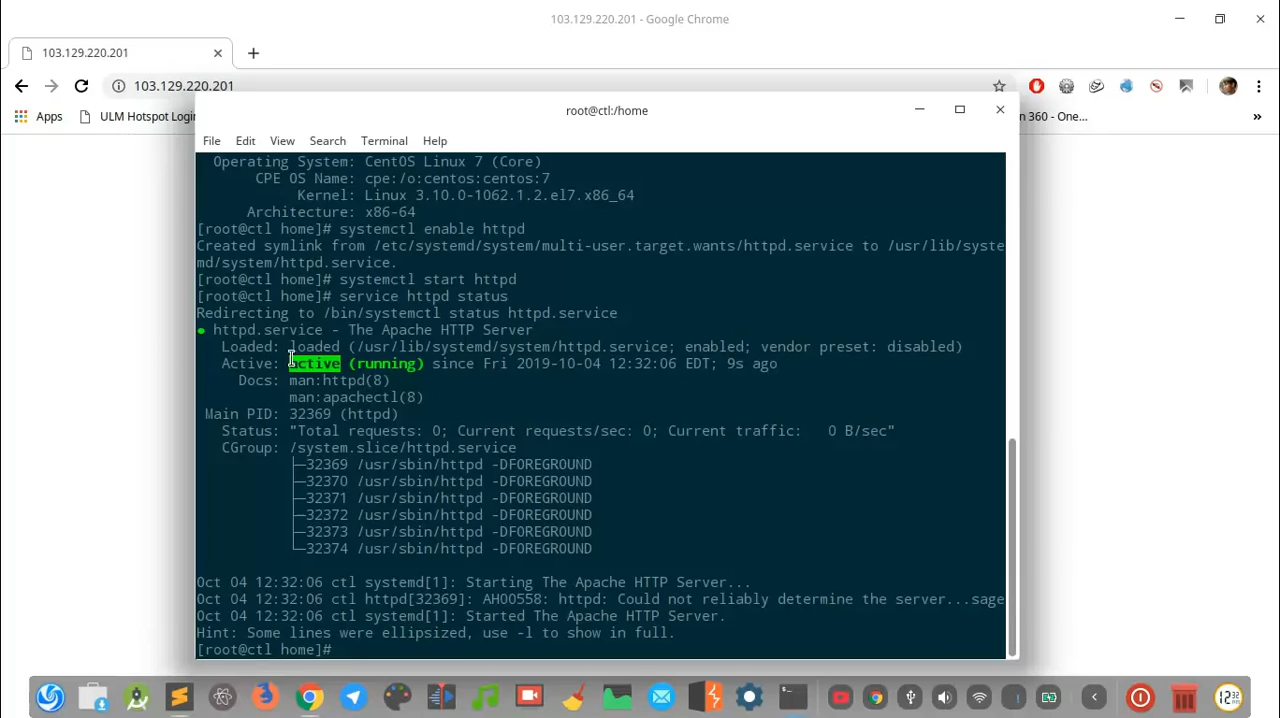 103.129.220.201 - Google Chrome
103.129.220.201
103.129.220.201
Apps ULM Hotspot Login
n 360 - One... »
root@ctl:/home
File Edit View Search Terminal Help
Operating System: CentOS Linux 7 (Core)
CPE OS Name: cpe:/o:centos:centos:7
Kernel: Linux 3.10.0-1062.1.2.el7.x86_64
Architecture: x86-64
[root@ctl home]# systemctl enable httpd
Created symlink from /etc/systemd/system/multi-user.target.wants/httpd.service to /usr/lib/syste
md/system/httpd.service.
[root@ctl home]# systemctl start httpd
[root@ctl home]# service httpd status
Redirecting to /bin/systemctl status httpd.service
● httpd.service - The Apache HTTP Server
Loaded: loaded (/usr/lib/systemd/system/httpd.service; enabled; vendor preset: disabled)
Active: active (running) since Fri 2019-10-04 12:32:06 EDT; 9s ago
Docs: man:httpd(8)
man:apachectl(8)
Main PID: 32369 (httpd)
Status: "Total requests: 0; Current requests/sec: 0; Current traffic:   0 B/sec"
CGroup: /system.slice/httpd.service
├─32369 /usr/sbin/httpd -DFOREGROUND
├─32370 /usr/sbin/httpd -DFOREGROUND
├─32371 /usr/sbin/httpd -DFOREGROUND
├─32372 /usr/sbin/httpd -DFOREGROUND
├─32373 /usr/sbin/httpd -DFOREGROUND
└─32374 /usr/sbin/httpd -DFOREGROUND
Oct 04 12:32:06 ctl systemd[1]: Starting The Apache HTTP Server...
Oct 04 12:32:06 ctl httpd[32369]: AH00558: httpd: Could not reliably determine the server...sage
Oct 04 12:32:06 ctl systemd[1]: Started The Apache HTTP Server.
Hint: Some lines were ellipsized, use -l to show in full.
[root@ctl home]#
12:32